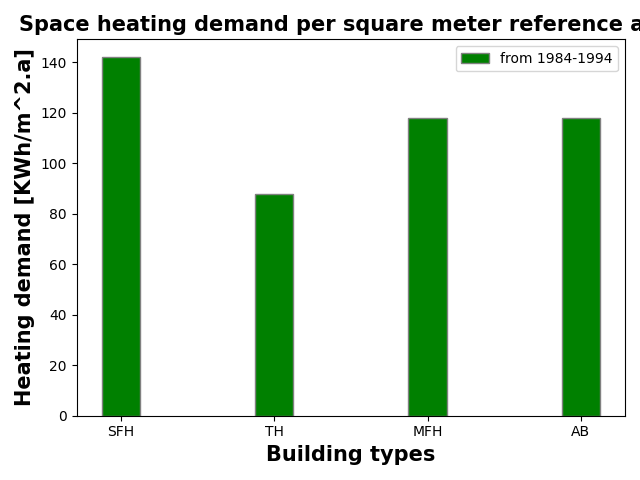 Space heating demand per square meter reference
from 1984-1994
Heating demand [KWh/m^2.a]
140
120
100
80
60
40
20
0
SFH TH MFH AB
Building types